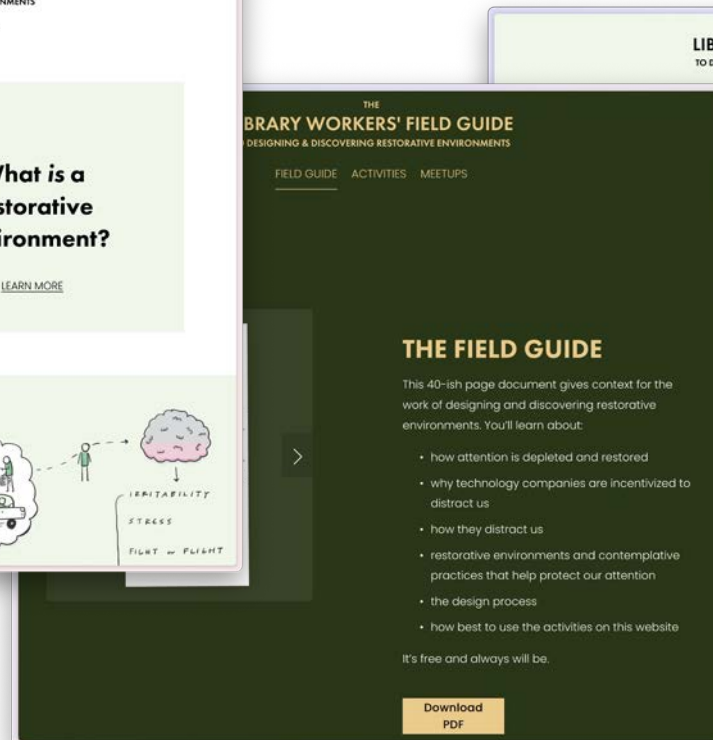 What is a
restorative
environment?
LEARN MORE
IRRITABILITY
STRESS
FIGHT or FLIGHT
THE
BRARY WORKERS' FIELD GUIDE
DESIGNING & DISCOVERING RESTORATIVE ENVIRONMENTS
FIELD GUIDE ACTIVITIES MEETUPS
THE FIELD GUIDE
This 40-ish page document gives context for the
work of designing and discovering restorative
environments. You'll learn about:
• how attention is depleted and restored
• why technology companies are incentivized to
distract us
• how they distract us
• restorative environments and contemplative
practices that help protect our attention
• the design process
• how best to use the activities on this website
It's free and always will be.
Download
PDF
LIB
TO D